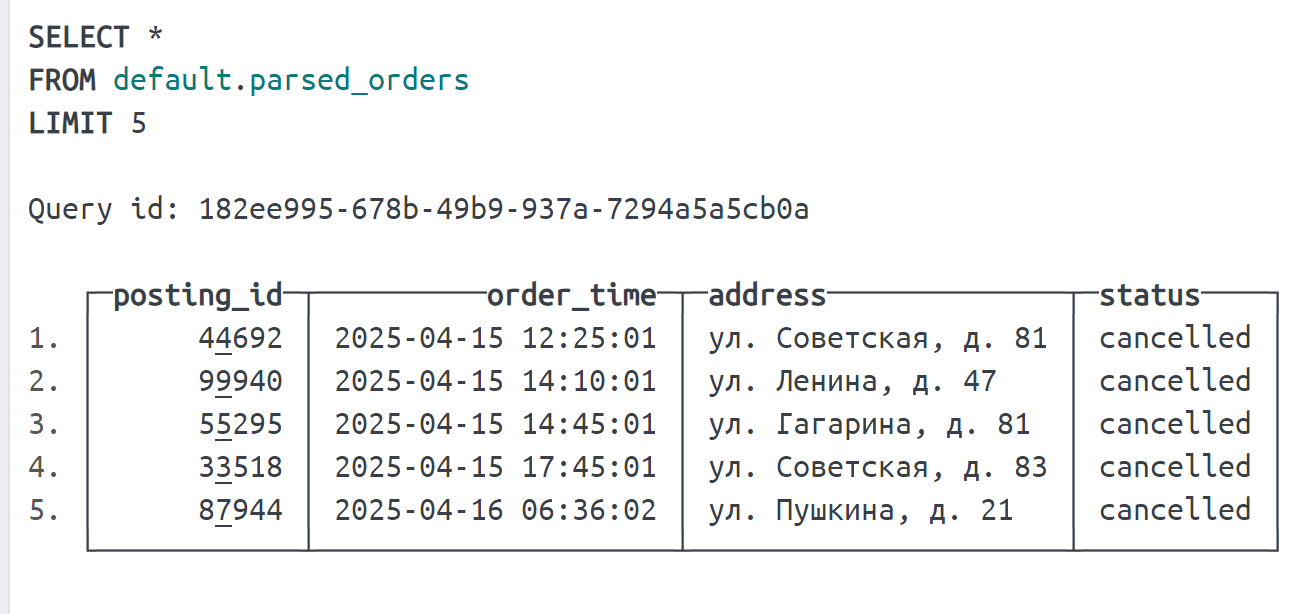 SELECT *
FROM default.parsed_orders
LIMIT 5
Query id: 182ee995-678b-49b9-937a-7294a5a5cb0a
posting_id order_time address status
1. 44692 2025-04-15 12:25:01 ул. Советская, д. 81 cancelled
2. 99940 2025-04-15 14:10:01 ул. Ленина, д. 47 cancelled
3. 55295 2025-04-15 14:45:01 ул. Гагарина, д. 81 cancelled
4. 33518 2025-04-15 17:45:01 ул. Советская, д. 83 cancelled
5. 87944 2025-04-16 06:36:02 ул. Пушкина, д. 21 cancelled